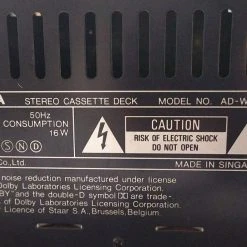 A STEREO CASSETTE DECK MODEL NO. AD-W
50Hz
CONSUMPTION
16W
CAUTION
RISK OF ELECTRIC SHOCK
DO NOT OPEN
S N D
Co., Ltd.
MADE IN SINGA
noise reduction manufactured under license
Dolby Laboratories Licensing Corporation.
BY" and the double-D symbol are trade-
of Dolby Laboratories Licensing Corporation.
r Licence of Staar S.A., Brussels, Belgium.